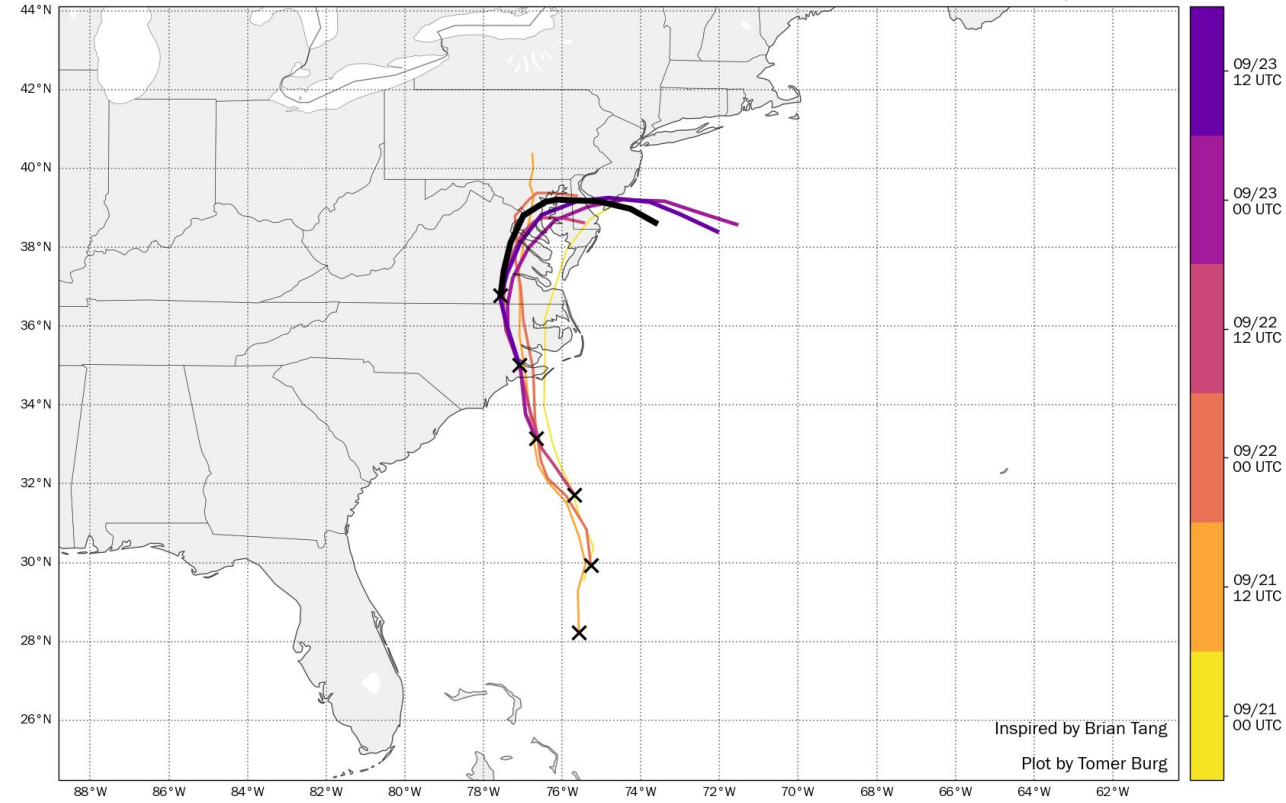 44°N
42°N
40°N
38°N
36°N
34°N
32°N
30°N
28°N
26°N
88°W 86°W 84°W 82°W 80°W 78°W 76°W 74°W 72°W 70°W 68°W 66°W 64°W 62°W
Inspired by Brian Tang
Plot by Tomer Burg
09/23
12 UTC
09/23
00 UTC
09/22
12 UTC
09/22
00 UTC
09/21
12 UTC
09/21
00 UTC